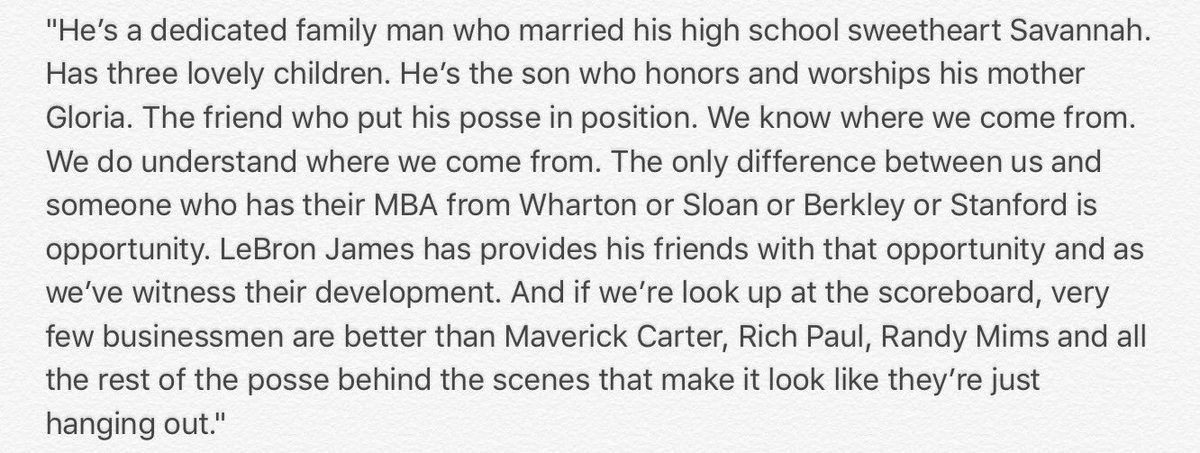 "He’s a dedicated family man who married his high school sweetheart Savannah.
Has three lovely children. He’s the son who honors and worships his mother
Gloria. The friend who put his posse in position. We know where we come from.
We do understand where we come from. The only difference between us and
someone who has their MBA from Wharton or Sloan or Berkley or Stanford is
opportunity. LeBron James has provides his friends with that opportunity and as
we’ve witness their development. And if we’re look up at the scoreboard, very
few businessmen are better than Maverick Carter, Rich Paul, Randy Mims and all
the rest of the posse behind the scenes that make it look like they’re just
hanging out."